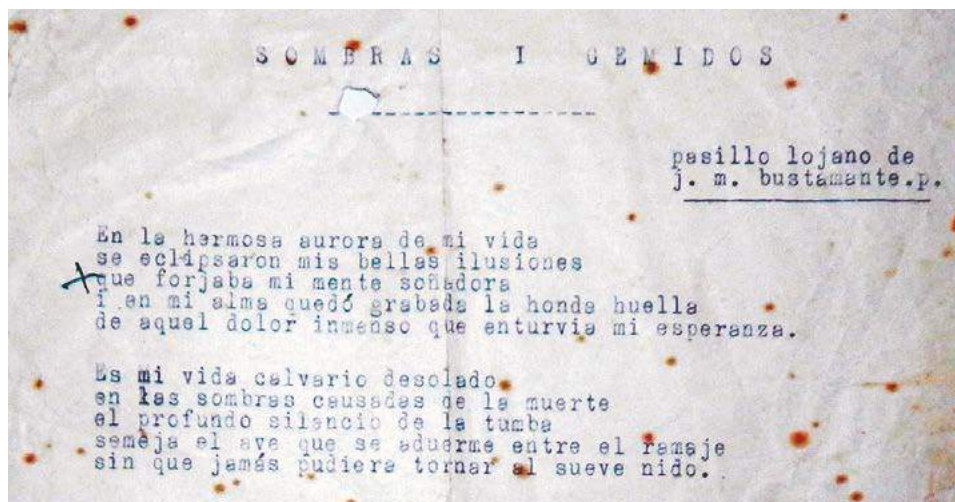 SOMBRAS I GEMIDOS
pasillo lojano de
j. m. bustamante.p.
En la hermosa aurora de mi vida
se eclipsaron mis bellas ilusiones
que forjaba mi mente soñadora
i en mi alma quedó grabada la honda huella
de aquel dolor inmenso que enturvia mi esperanza.
Es mi vida calvario desolado
en las sombras causadas de la muerte
el profundo silencio de la tumba
semeja el ave que se aduerme entre el ramaje
sin que jamás pudiera tornar al sueve nido.